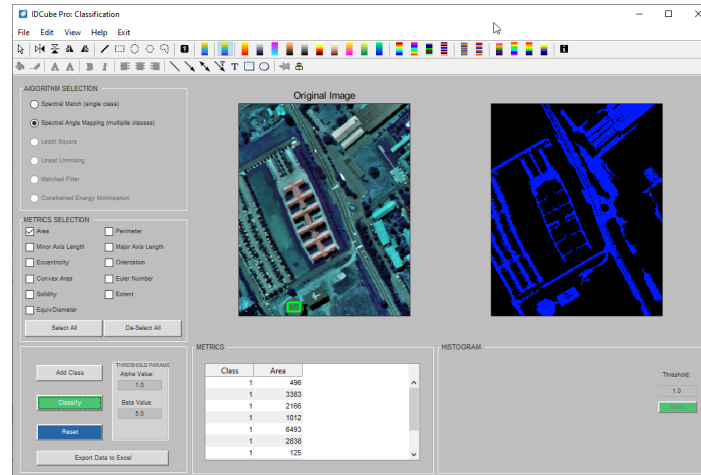 IDCube Pro: Classification
File Edit View Help Exit
ALGORITHM SELECTION
Spectral Match (single class)
Spectral Angle Mapping (multiple classes)
Least Square
Linear Unmixing
Matched Filter
Constrained Energy Minimization
METRICS SELECTION
Area Perimeter
Minor Axis Length Major Axis Length
Eccentricity Orientation
Convex Area Euler Number
Solidity Extent
EquivDiameter
Select All De-Select All
Original Image
Add Class
Classify
Reset
Export Data to Excel
THRESHOLD PARAMS
Alpha Value:
1.0
Beta Value:
5.0
METRICS
Class Area
1 496
1 3383
1 2166
1 1012
1 6493
1 2838
1 125
HISTOGRAM
Threshold:
1.0